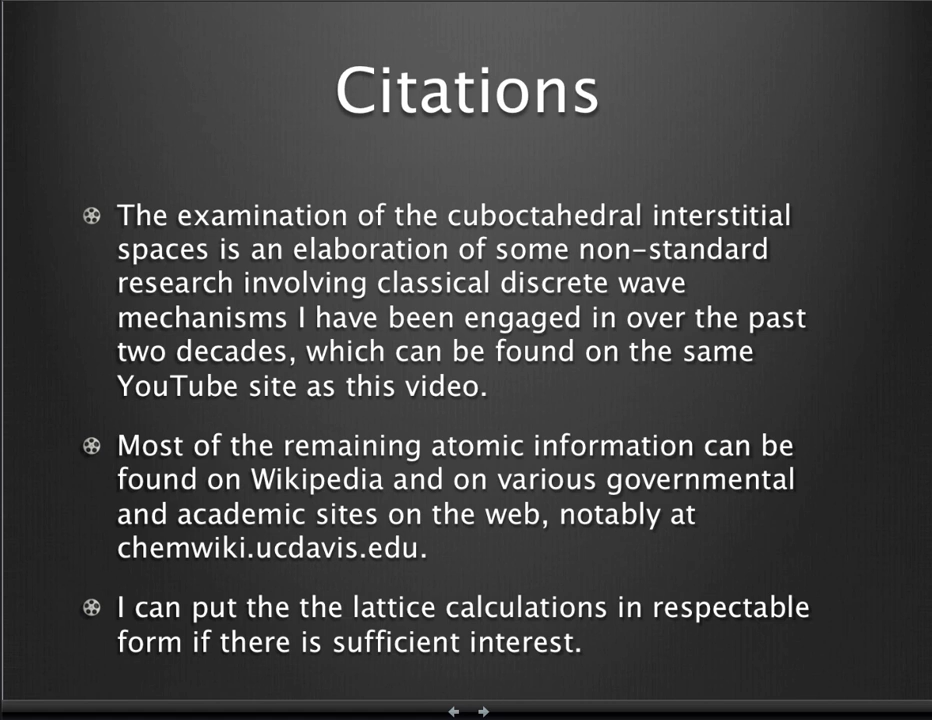 Citations
The examination of the cuboctahedral interstitial
spaces is an elaboration of some non-standard
research involving classical discrete wave
mechanisms I have been engaged in over the past
two decades, which can be found on the same
YouTube site as this video.
Most of the remaining atomic information can be
found on Wikipedia and on various governmental
and academic sites on the web, notably at
chemwiki.ucdavis.edu.
I can put the the lattice calculations in respectable
form if there is sufficient interest.